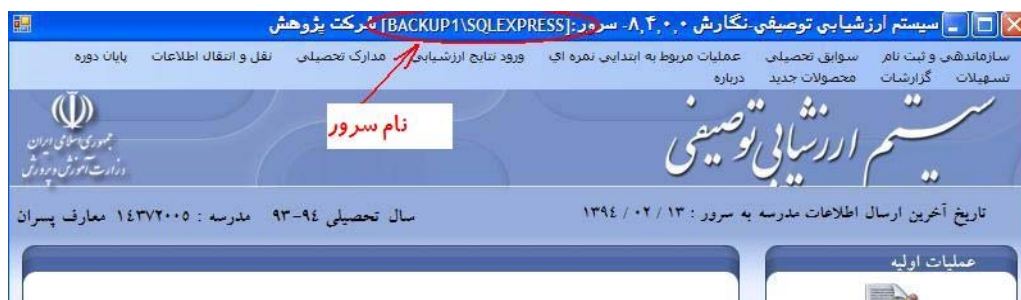 سیستم ارزشیابی توصیفی.نگارش ۸,۴,۰,۰- سرور:[BACKUP1\SQLEXPRESS] شرکت پژوهش
سازماندهی و ثبت نام سوابق تحصیلی عملیات مربوط به ابتدایی نمره ای ورود نتایج ارزشیابی مدارک تحصیلی نقل و انتقال اطلاعات پایان دوره
تسهیلات گزارشات محصولات جدید درباره
نام سرور
سیستم ارزشیابی توصیفی
جمهوری اسلامی ایران
وزارت آموزش و پرورش
تاریخ آخرین ارسال اطلاعات مدرسه به سرور : ۱۳ / ۰۲ / ۱۳۹٤ سال تحصیلی ۹٤-۹۳ مدرسه : ۱٤۳۷۲۰۰٥ معارف پسران
عملیات اولیه